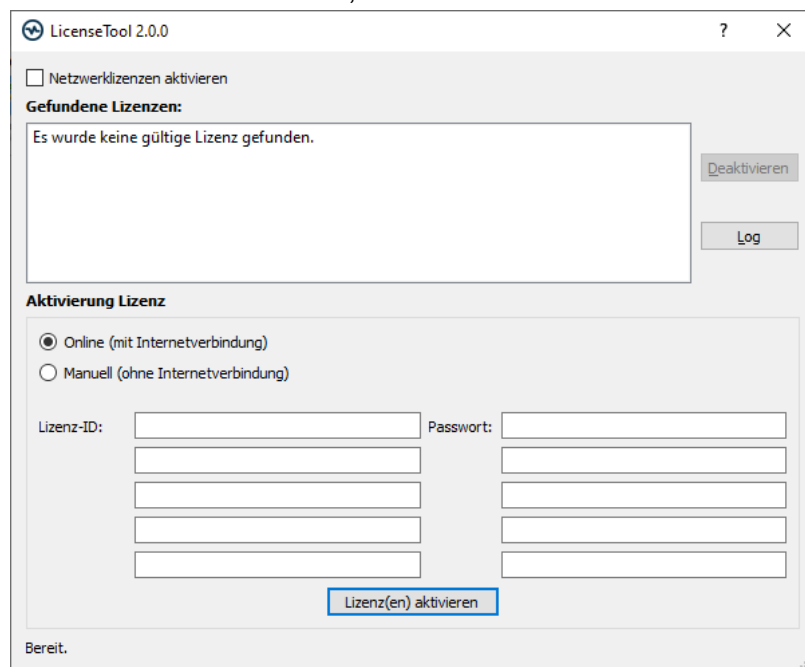 LicenseTool 2.0.0
?
Netzwerklizenzen aktivieren
Gefundene Lizenzen:
Es wurde keine gültige Lizenz gefunden.
Deaktivieren
Log
Aktivierung Lizenz
Online (mit Internetverbindung)
Manuell (ohne Internetverbindung)
Lizenz-ID: Passwort:
Lizenz(en) aktivieren
Bereit.